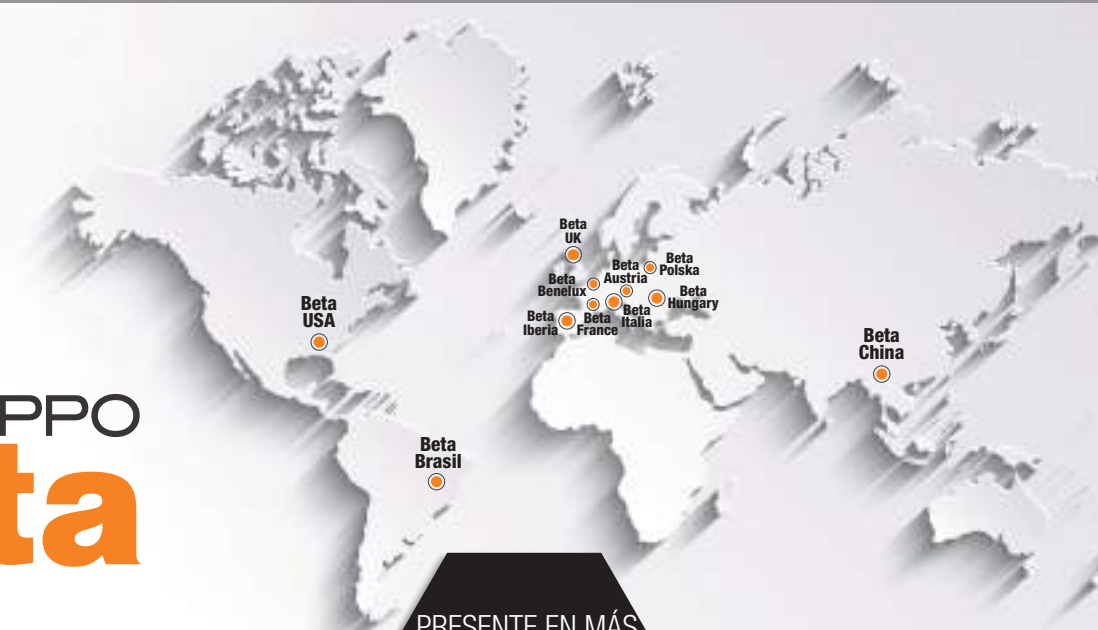 Beta
UK
Beta
Polska
Beta
Austria
Beta
Benelux
Beta
Hungary
Beta
Italia
Beta
France
Beta
Iberia
Beta
USA
Beta
China
Beta
Brasil
PPO
ta
PRESENTE EN MÁS